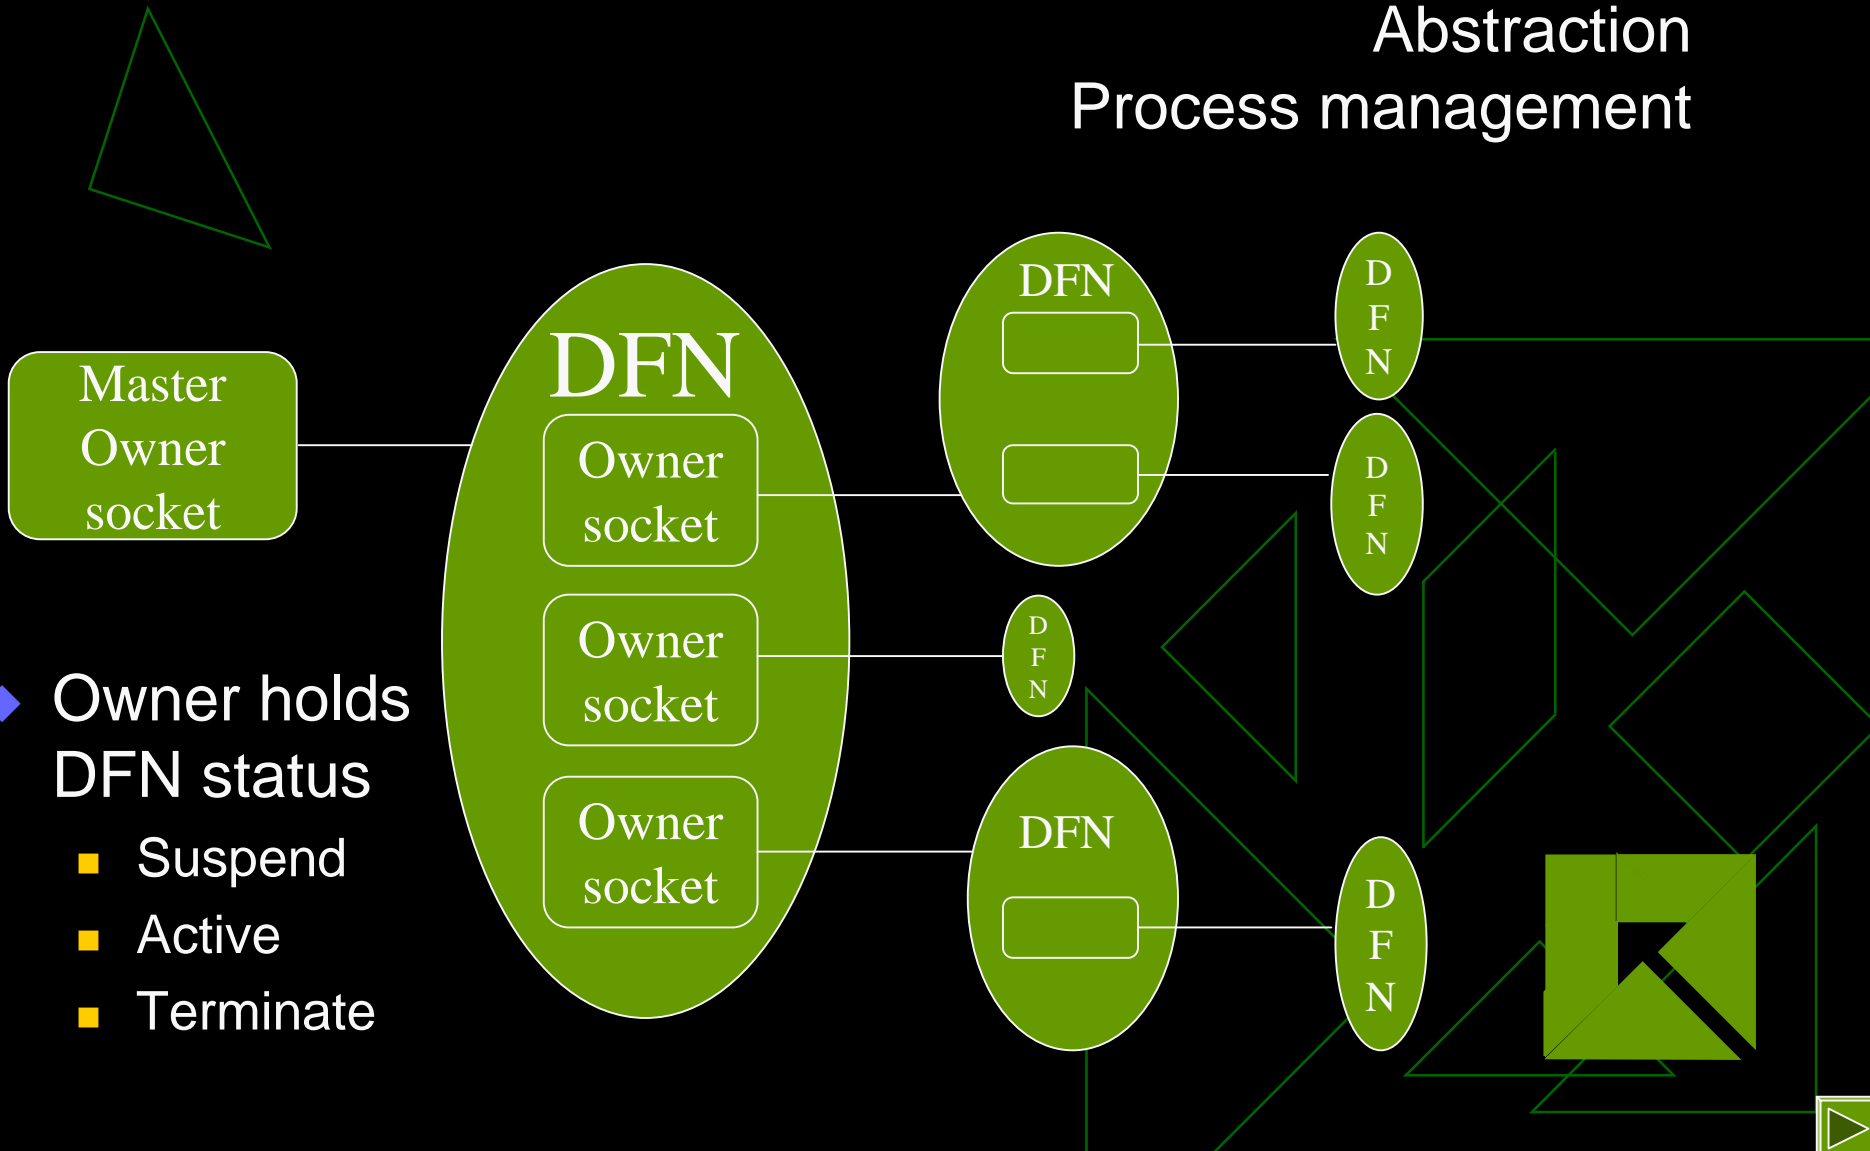 Abstraction
Process management
Master
Owner
socket
DFN
Owner
socket
Owner
socket
Owner
socket
DFN
D
F
N
D
F
N
D
F
N
DFN
D
F
N
Owner holds
DFN status
Suspend
Active
Terminate